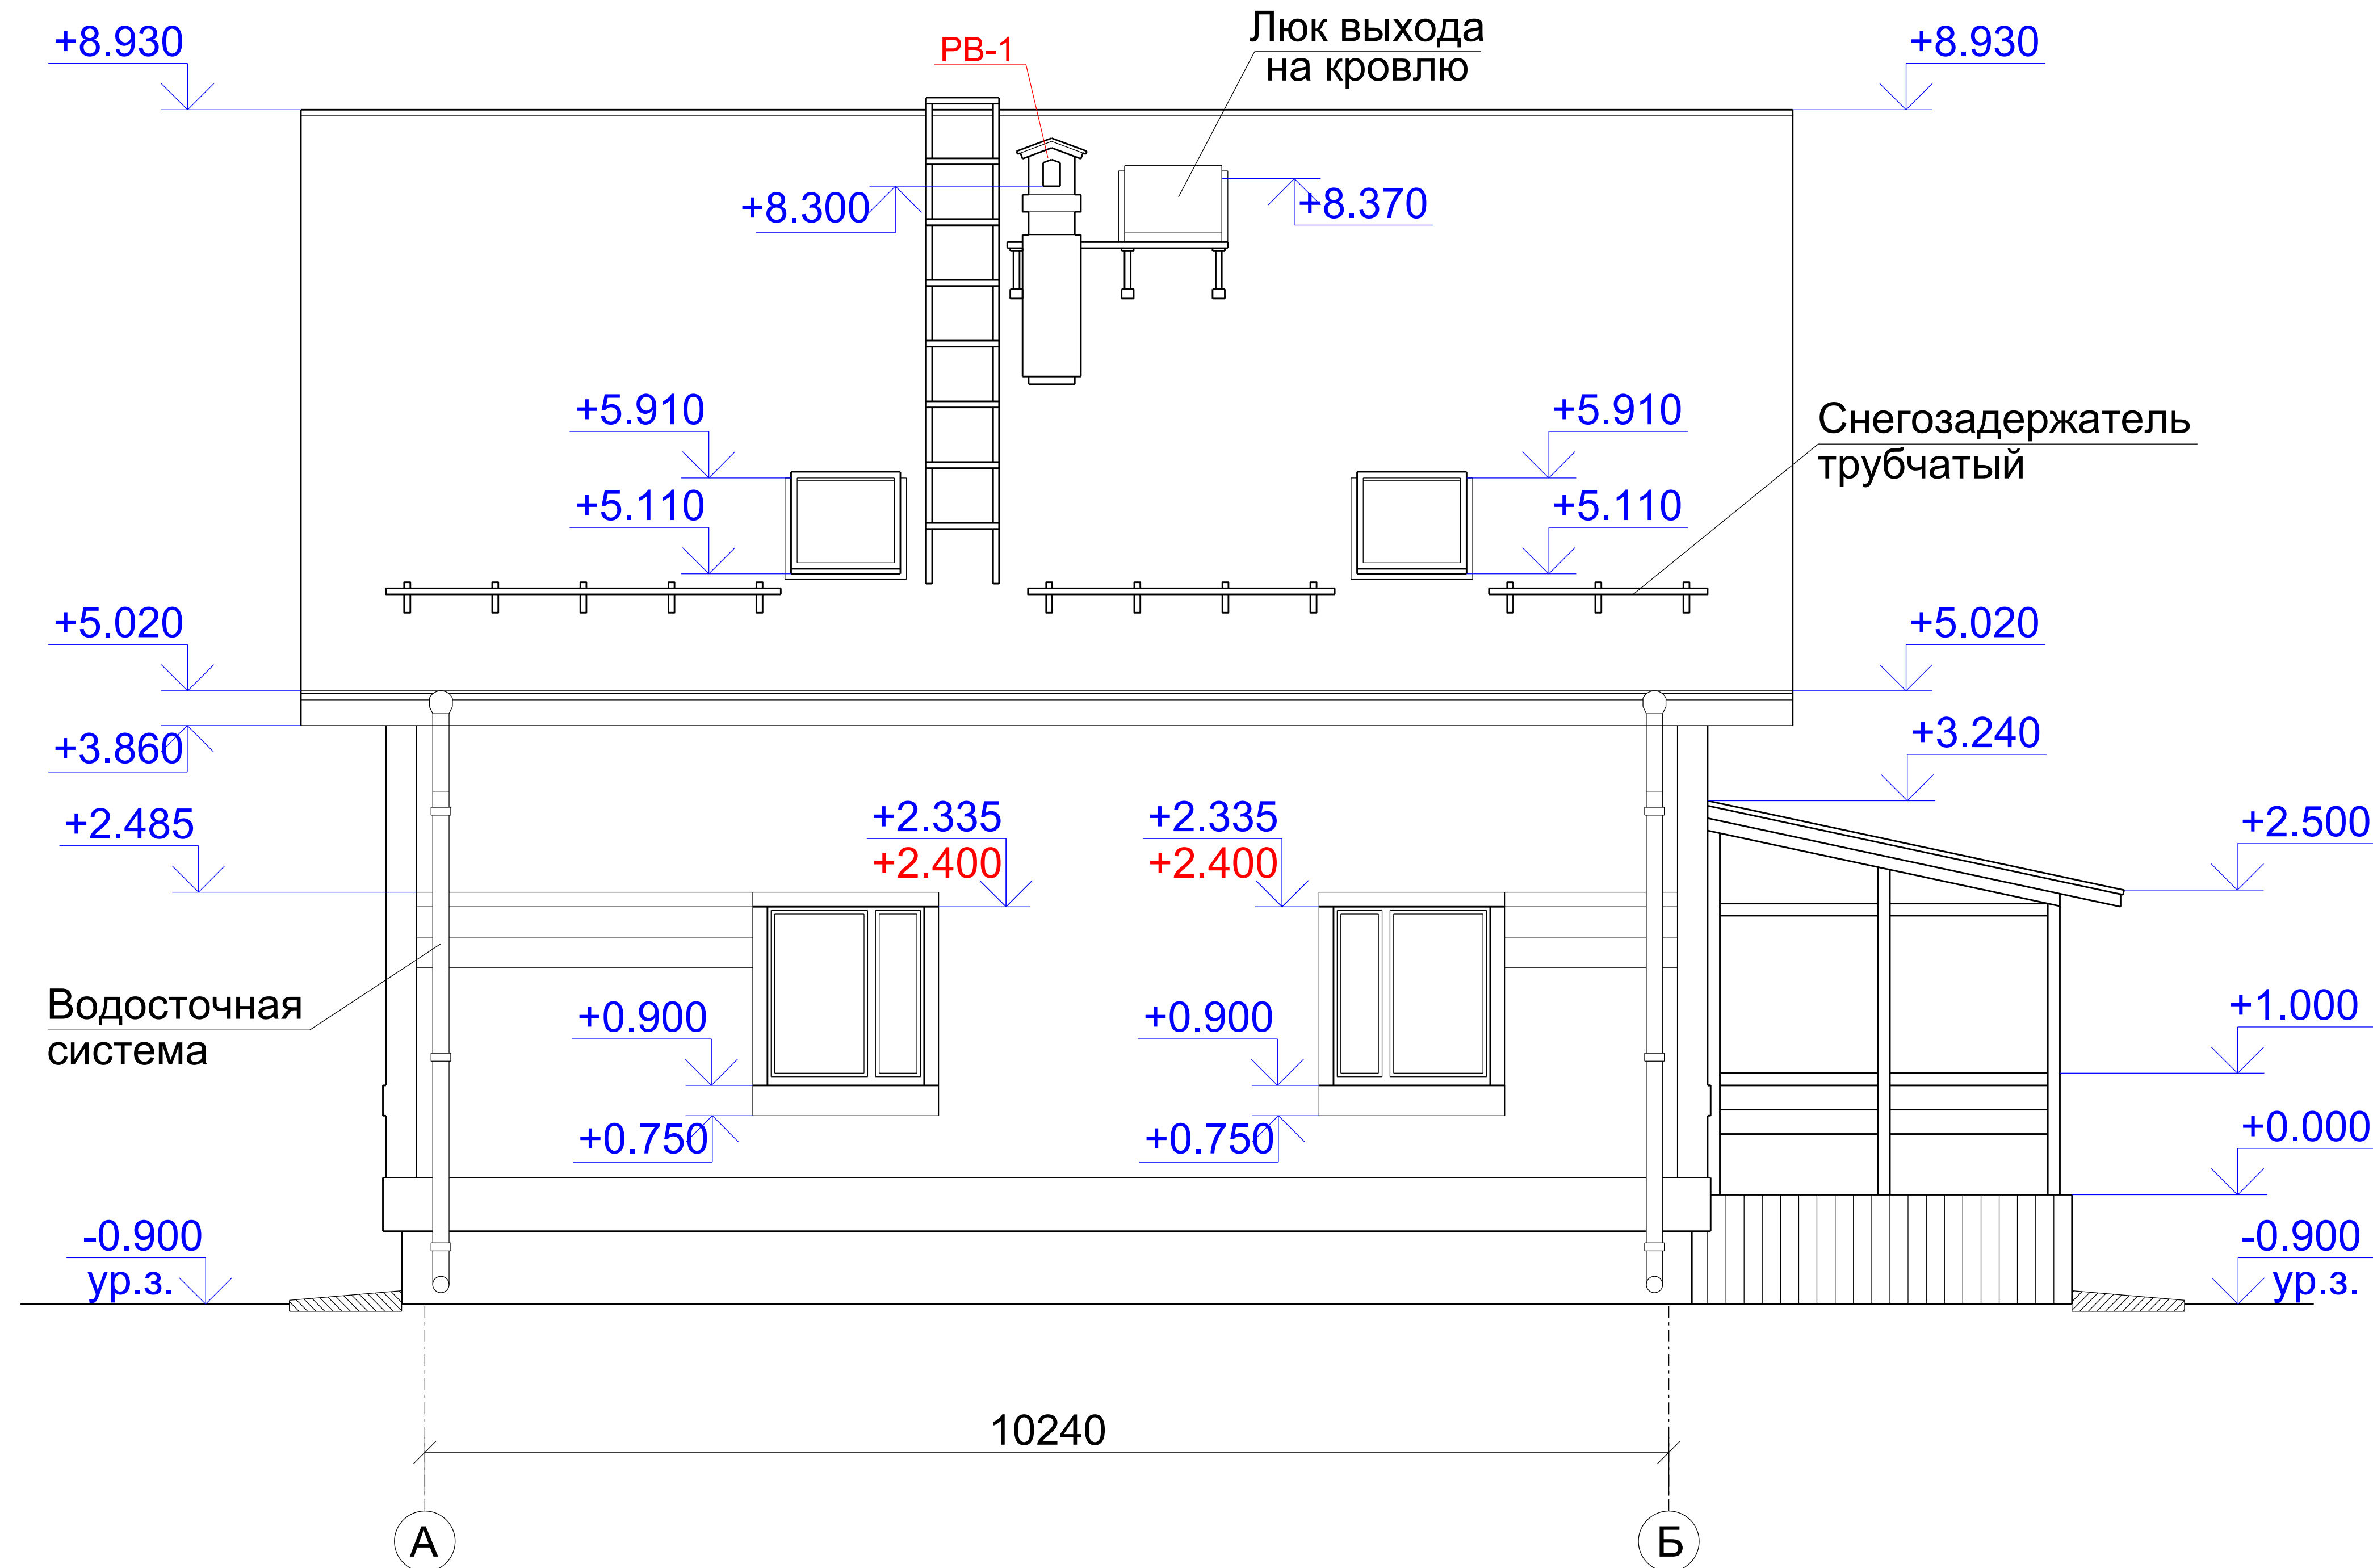 Люк выхода
на кровлю
+8.930
РВ-1
+8.930
+8.300
+8.370
+5.910
+5.910
Снегозадержатель
трубчатый
+5.110
+5.110
+5.020
+5.020
+3.860
+3.240
+2.485
+2.335
+2.400
+2.335
+2.400
+2.500
Водосточная
система
+0.900
+0.900
+1.000
+0.750
+0.750
+0.000
-0.900
ур.з.
-0.900
ур.з.
10240
А
Б